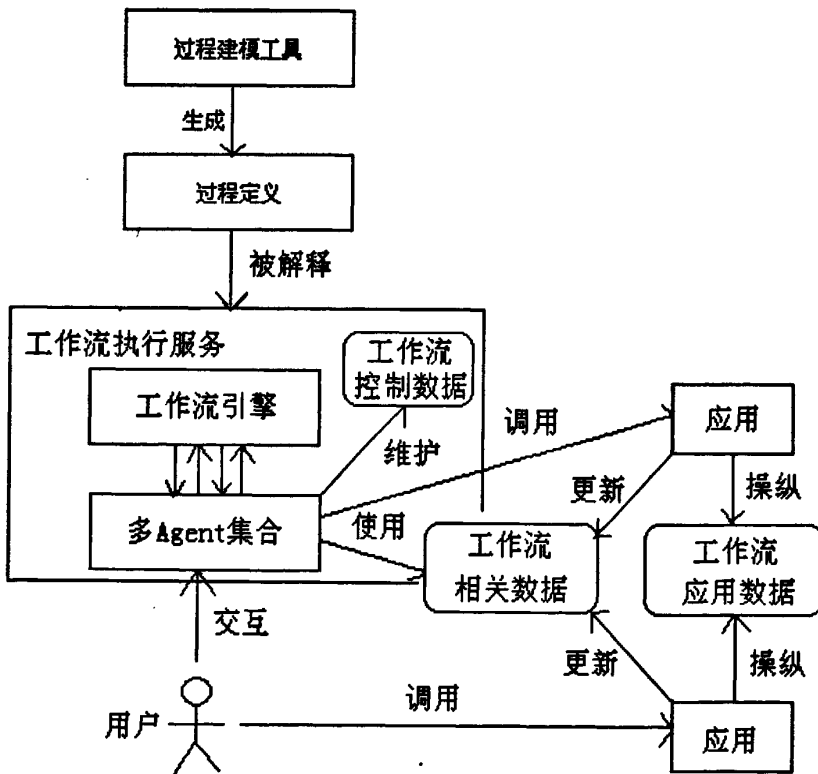 过程建模工具
生成
过程定义
被解释
工作流执行服务
工作流
控制数据
工作流引擎
调用
应用
维护
更新
操纵
多Agent集合
使用
工作流
相关数据
工作流
应用数据
交互
更新
操纵
调用
用户
应用